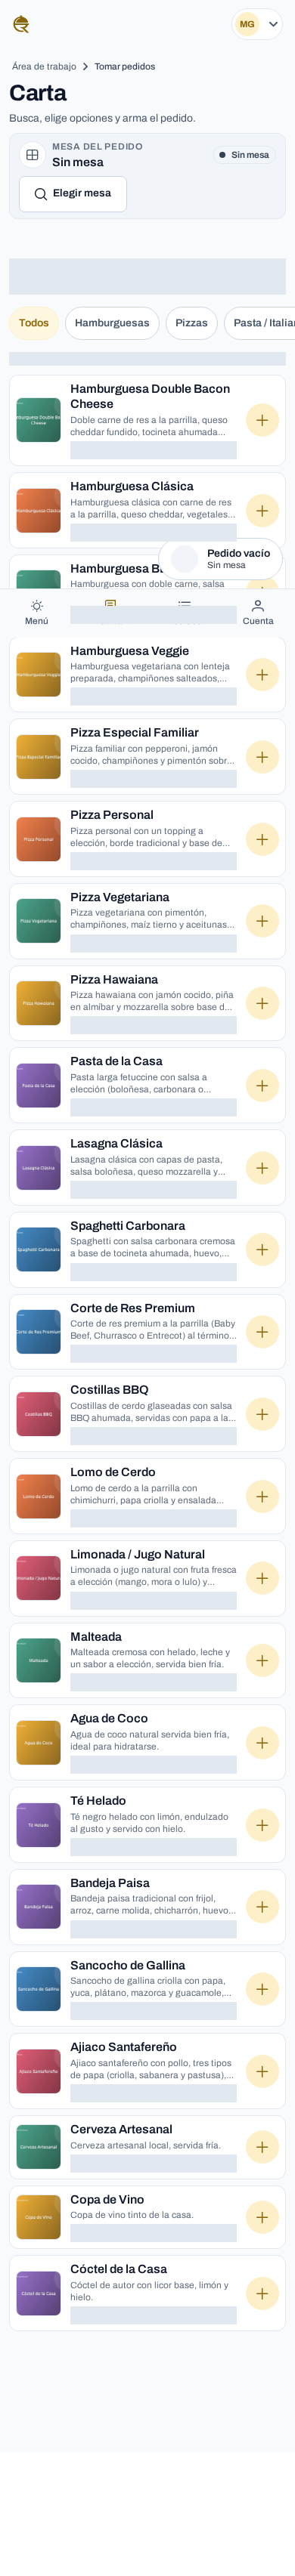 MG
Área de trabajo > Tomar pedidos
Carta
Busca, elige opciones y arma el pedido.
MESA DEL PEDIDO
Sin mesa
Sin mesa
Elegir mesa
Todos
Hamburguesas
Pizzas
Pasta / Italian
Hamburguesa Double Bacon
Cheese
Doble carne de res a la parrilla, queso
cheddar fundido, tocineta ahumada...
Hamburguesa Clásica
Hamburguesa clásica con carne de res
a la parrilla, queso cheddar, vegetales...
Pedido vacío
Sin mesa
Hamburguesa Ba
Hamburguesa con doble carne, salsa
Menú
Cuenta
Hamburguesa Veggie
Hamburguesa vegetariana con lenteja
preparada, champiñones salteados,...
Pizza Especial Familiar
Pizza familiar con pepperoni, jamón
cocido, champiñones y pimentón sobr...
Pizza Personal
Pizza personal con un topping a
elección, borde tradicional y base de...
Pizza Vegetariana
Pizza vegetariana con pimentón,
champiñones, maíz tierno y aceitunas...
Pizza Hawaiana
Pizza hawaiana con jamón cocido, piña
en almíbar y mozzarella sobre base d...
Pasta de la Casa
Pasta larga fetuccine con salsa a
elección (boloñesa, carbonara o...
Lasagna Clásica
Lasagna clásica con capas de pasta,
salsa boloñesa, queso mozzarella y...
Spaghetti Carbonara
Spaghetti con salsa carbonara cremosa
a base de tocineta ahumada, huevo,...
Corte de Res Premium
Corte de res premium a la parrilla (Baby
Beef, Churrasco o Entrecot) al término...
Costillas BBQ
Costillas de cerdo glaseadas con salsa
BBQ ahumada, servidas con papa a la...
Lomo de Cerdo
Lomo de cerdo a la parrilla con
chimichurri, papa criolla y ensalada...
Limonada / Jugo Natural
Limonada o jugo natural con fruta fresca
a elección (mango, mora o lulo) y...
Malteada
Malteada cremosa con helado, leche y
un sabor a elección, servida bien fría.
Agua de Coco
Agua de coco natural servida bien fría,
ideal para hidratarse.
Té Helado
Té negro helado con limón, endulzado
al gusto y servido con hielo.
Bandeja Paisa
Bandeja paisa tradicional con frijol,
arroz, carne molida, chicharrón, huevo...
Sancocho de Gallina
Sancocho de gallina criolla con papa,
yuca, plátano, mazorca y guacamole,...
Ajiaco Santafereño
Ajiaco santafereño con pollo, tres tipos
de papa (criolla, sabanera y pastusa),...
Cerveza Artesanal
Cerveza artesanal local, servida fría.
Copa de Vino
Copa de vino tinto de la casa.
Cóctel de la Casa
Cóctel de autor con licor base, limón y
hielo.